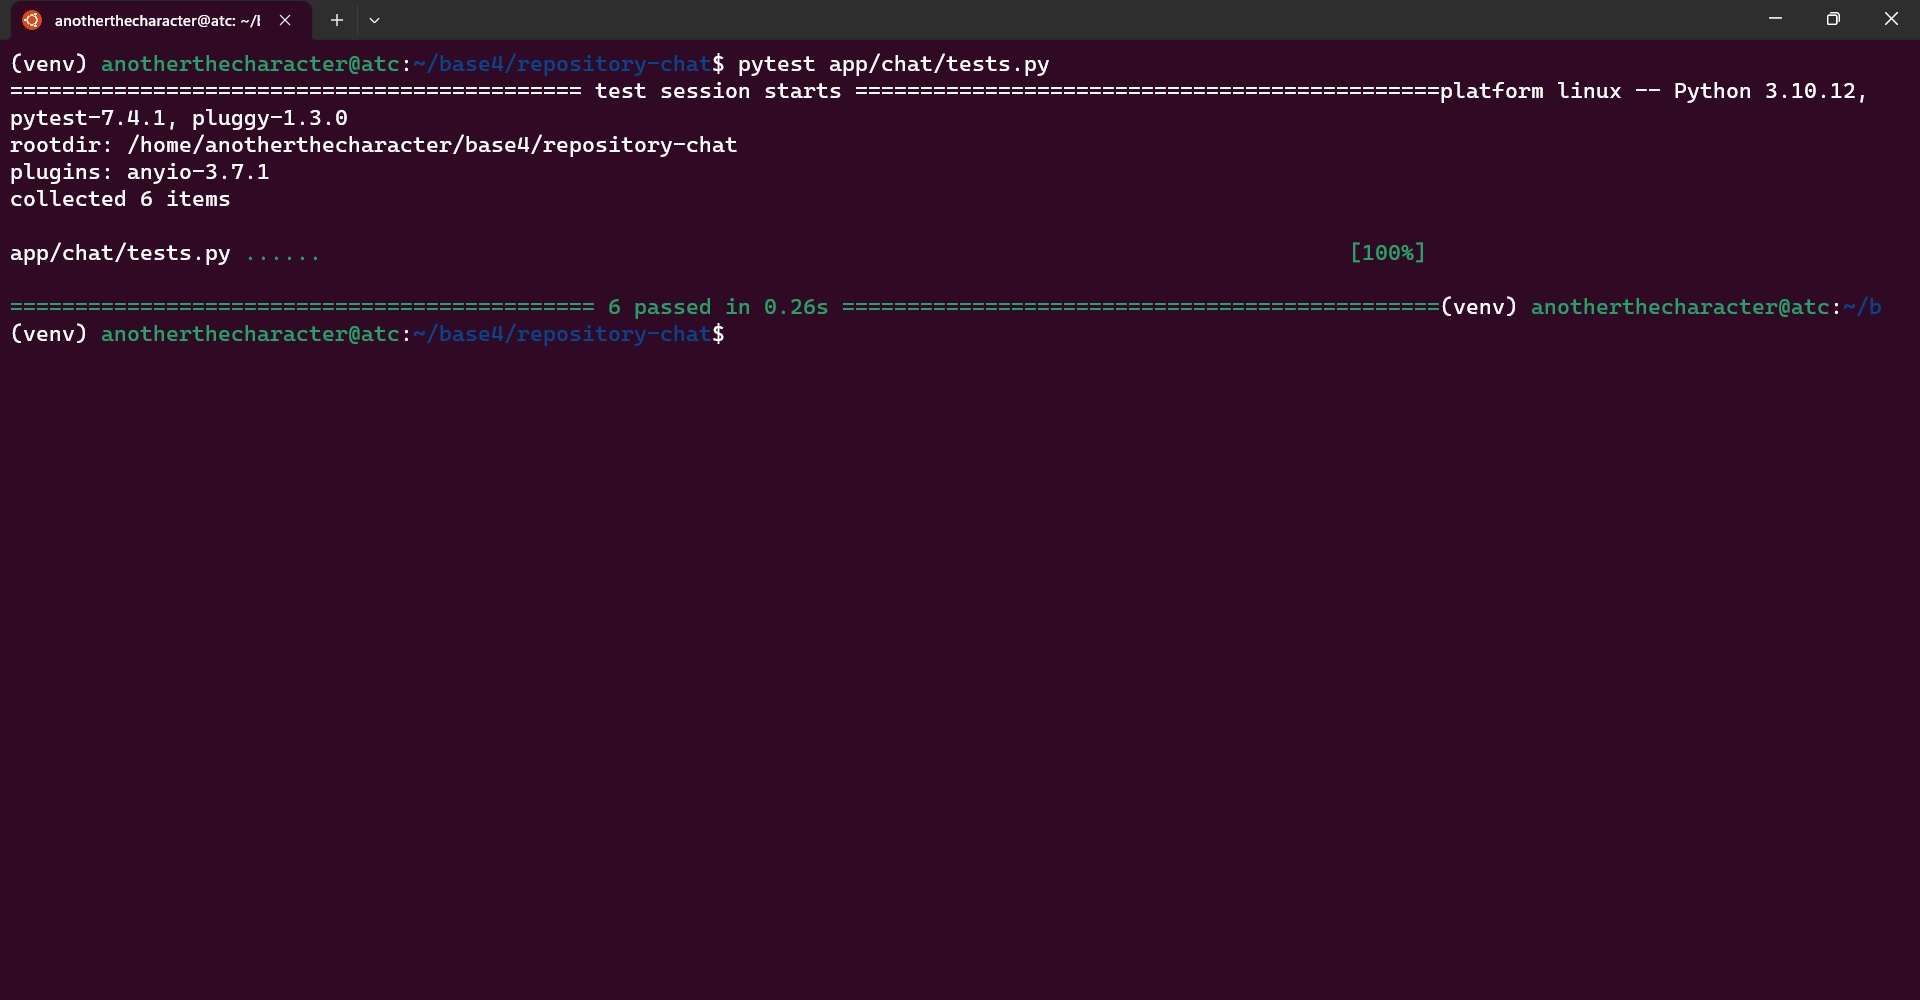 anotherthecharacter@atc: ~/l
(venv) anotherthecharacter@atc:~/base4/repository-chat$ pytest app/chat/tests.py
============================================ test session starts =============================================platform linux -- Python 3.10.12,
pytest-7.4.1, pluggy-1.3.0
rootdir: /home/anotherthecharacter/base4/repository-chat
plugins: anyio-3.7.1
collected 6 items
app/chat/tests.py ...... [100%]
============================================= 6 passed in 0.26s ==============================================(venv) anotherthecharacter@atc:~/b
(venv) anotherthecharacter@atc:~/base4/repository-chat$